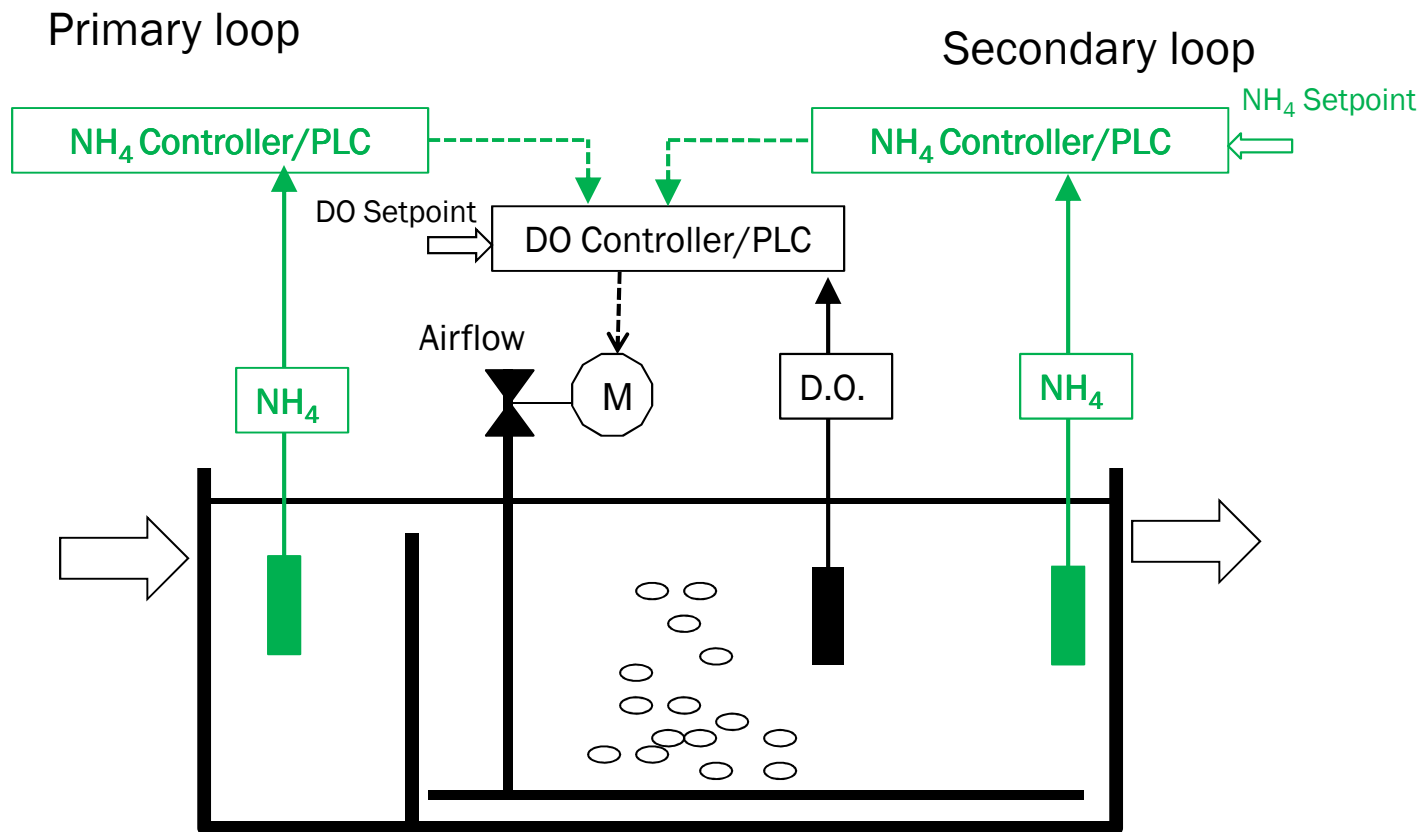 Primary loop
Secondary loop
NH₄ Setpoint
NH₄ Controller/PLC
NH₄ Controller/PLC
DO Setpoint
DO Controller/PLC
Airflow
NH₄
M
D.O.
NH₄